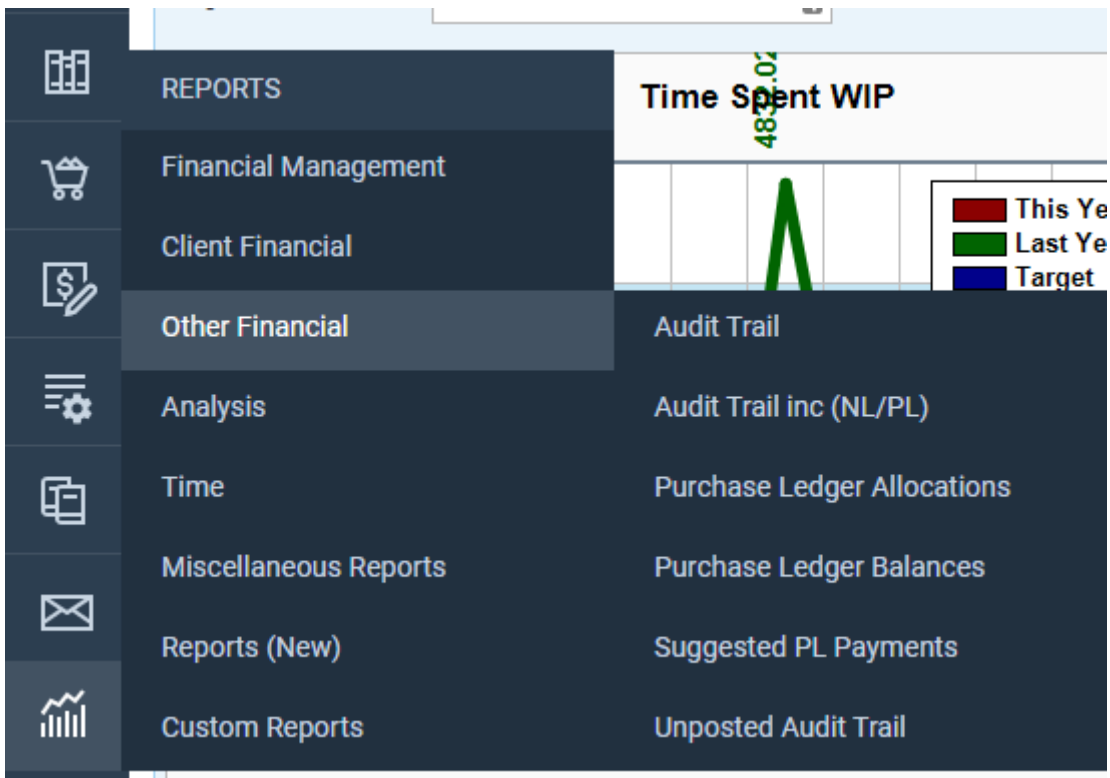 REPORTS
Time Spent WIP
Financial Management
This Ye
Client Financial
Last Ye
Target
Other Financial
Audit Trail
Analysis
Audit Trail inc (NL/PL)
Time
Purchase Ledger Allocations
Miscellaneous Reports
Purchase Ledger Balances
Reports (New)
Suggested PL Payments
Custom Reports
Unposted Audit Trail